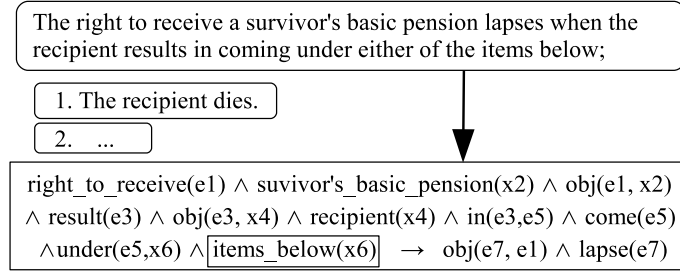 The right to receive a survivor's basic pension lapses when the
recipient results in coming under either of the items below;
1. The recipient dies.
2. ...
right_to_receive(e1) ∧ suvivor's_basic_pension(x2) ∧ obj(e1, x2)
∧ result(e3) ∧ obj(e3, x4) ∧ recipient(x4) ∧ in(e3,e5) ∧ come(e5)
∧under(e5,x6) ∧ items_below(x6) → obj(e7, e1) ∧ lapse(e7)